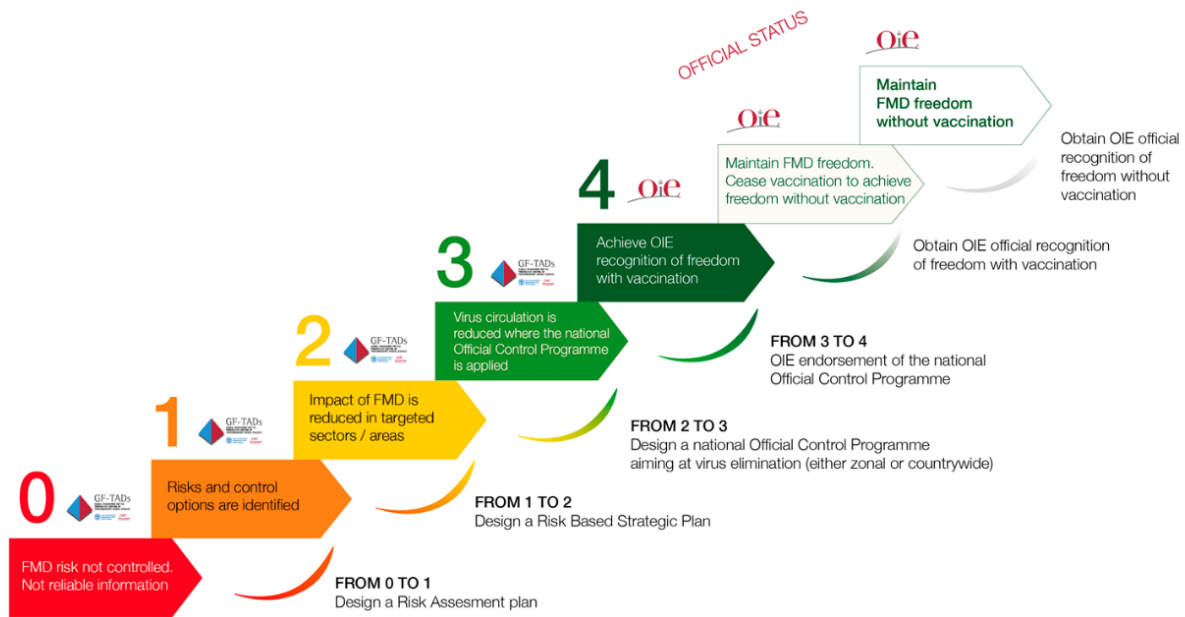 OFFICIAL STATUS
OiE
Maintain
FMD freedom
without vaccination
Obtain OIE official
recognition of
freedom without
vaccination
OiE
Maintain FMD freedom.
Cease vaccination to achieve
freedom without vaccination
Obtain OIE official recognition
of freedom with vaccination
4
OiE
Achieve OIE
recognition of freedom
with vaccination
FROM 3 TO 4
OIE endorsement of the national
Official Control Programme
3
GF-TADs
Virus circulation is
reduced where the national
Official Control Programme
is applied
FROM 2 TO 3
Design a national Official Control Programme
aiming at virus elimination (either zonal or countrywide)
2
GF-TADs
Impact of FMD is
reduced in targeted
sectors / areas
FROM 1 TO 2
Design a Risk Based Strategic Plan
1
GF-TADs
Risks and control
options are identified
FROM 0 TO 1
Design a Risk Assesment plan
0
GF-TADs
FMD risk not controlled.
Not reliable information